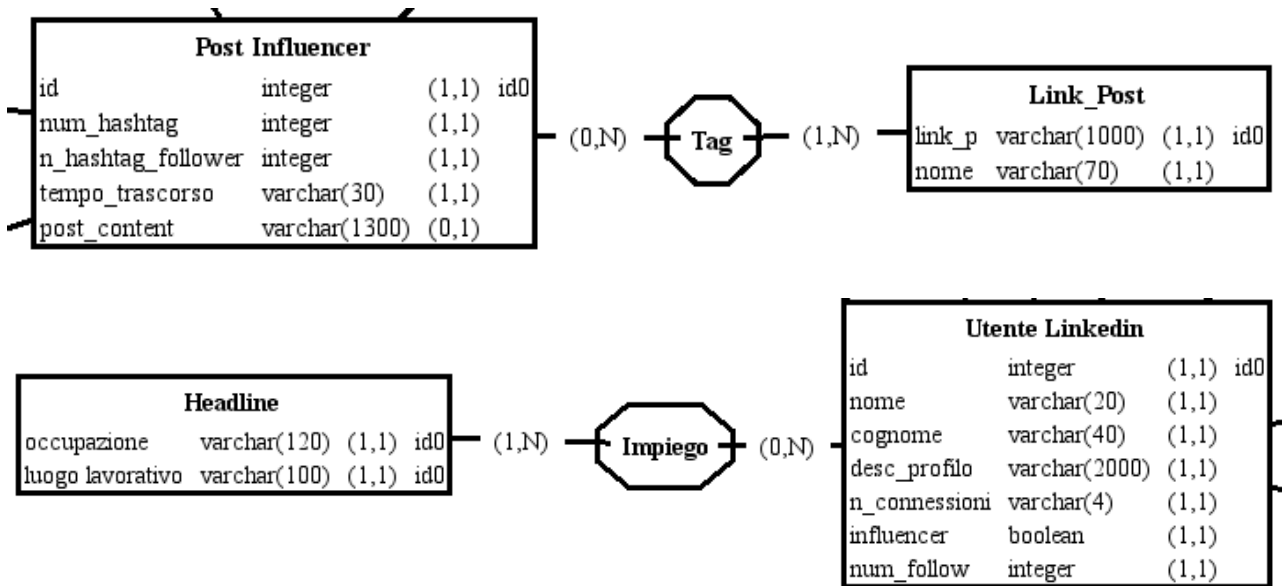 Post Influencer
id integer (1,1) id0
num_hashtag integer (1,1)
n_hashtag_follower integer (1,1)
tempo_trascorso varchar(30) (1,1)
post_content varchar(1300) (0,1)
(0,N) Tag (1,N)
Link_Post
link_p varchar(1000) (1,1) id0
nome varchar(70) (1,1)
Headline
occupazione varchar(120) (1,1) id0
luogo lavorativo varchar(100) (1,1) id0
(1,N) Impiego (0,N)
Utente Linkedin
id integer (1,1) id0
nome varchar(20) (1,1)
cognome varchar(40) (1,1)
desc_profilo varchar(2000) (1,1)
n_connessioni varchar(4) (1,1)
influencer boolean (1,1)
num_follow integer (1,1)